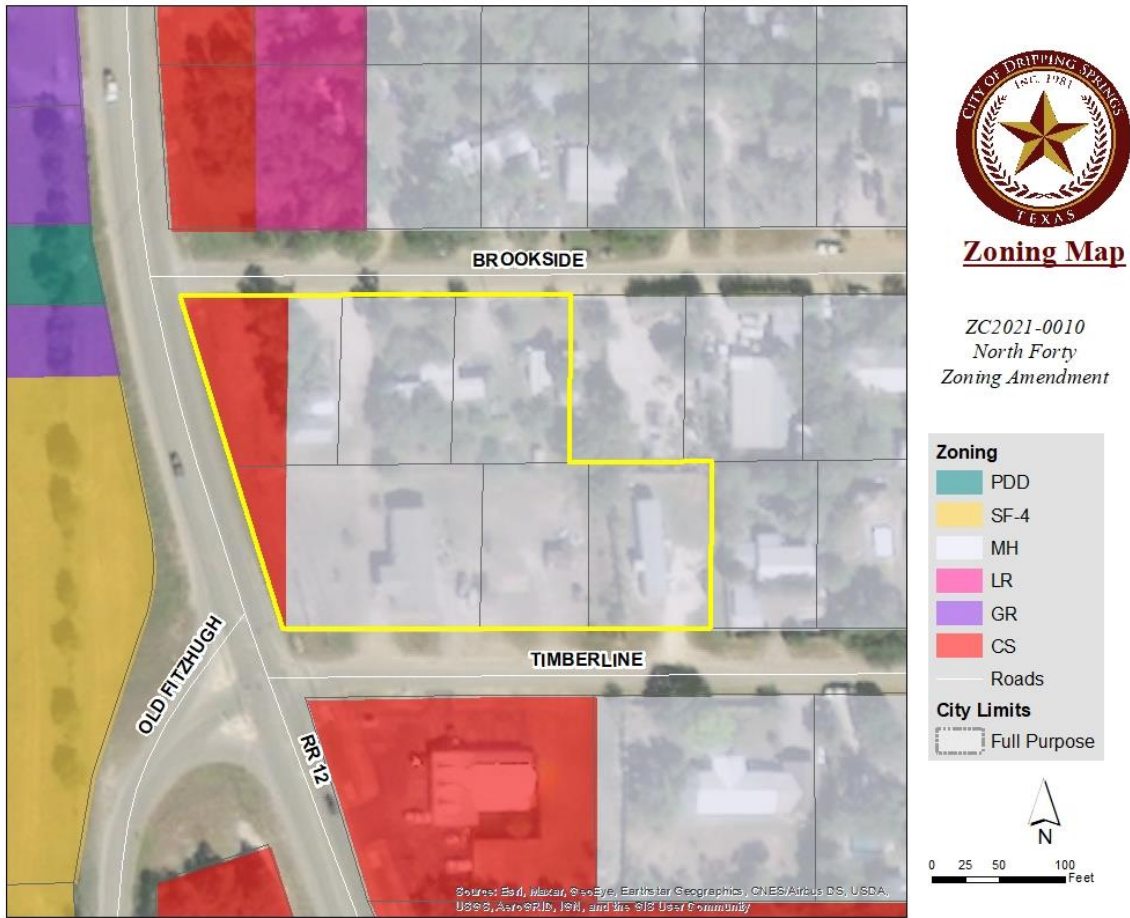 BROOKSIDE
TIMBERLINE
OLD FITZHUGH
RR 12
Source: Esri, Maxar, GeoEye, Earthstar Geographics, CNES/Airbus DS, USDA,
USGS, AeroGRID, IGN, and the GIS User Community
CITY OF DRIPPING SPRINGS
INC. 1981
TEXAS
Zoning Map
ZC2021-0010
North Forty
Zoning Amendment
Zoning
PDD
SF-4
MH
LR
GR
CS
Roads
City Limits
Full Purpose
N
0 25 50 100
Feet